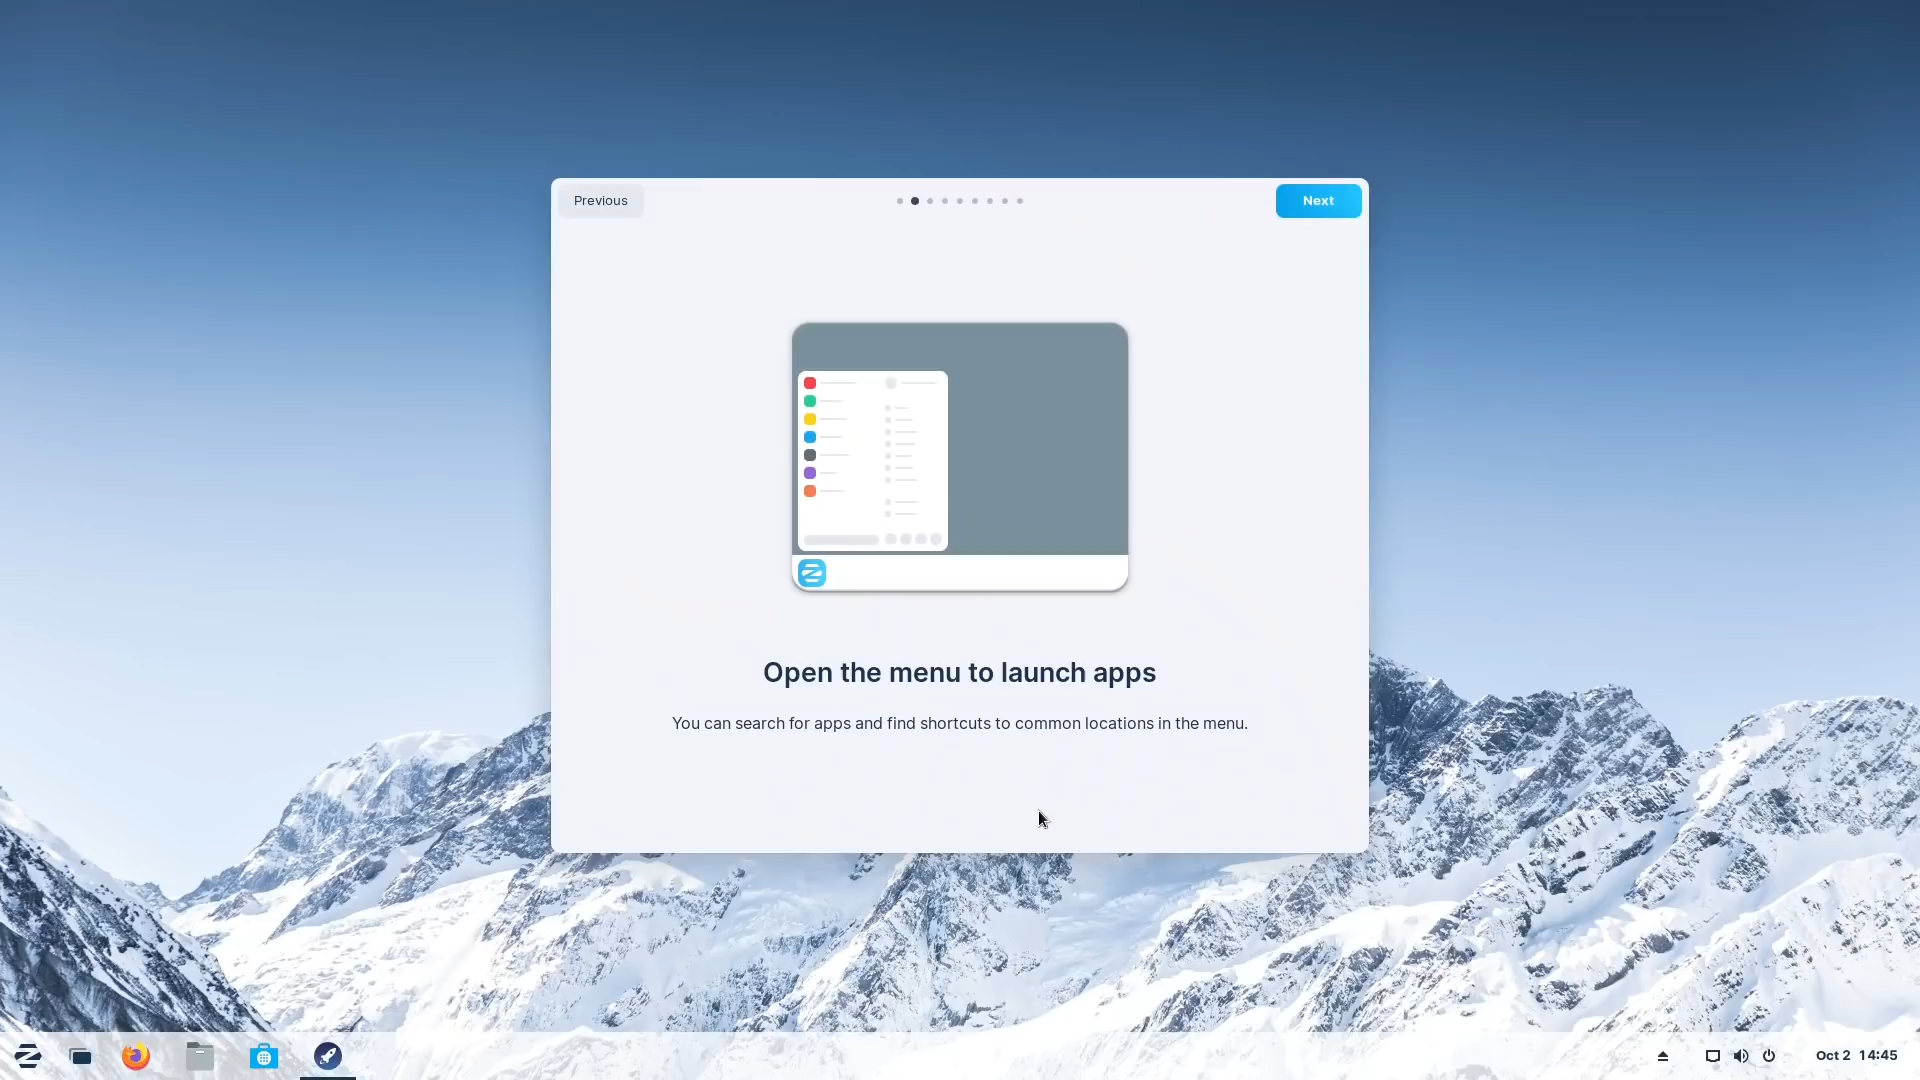 Previous
Next
Open the menu to launch apps
You can search for apps and find shortcuts to common locations in the menu.
Oct 2 14:45